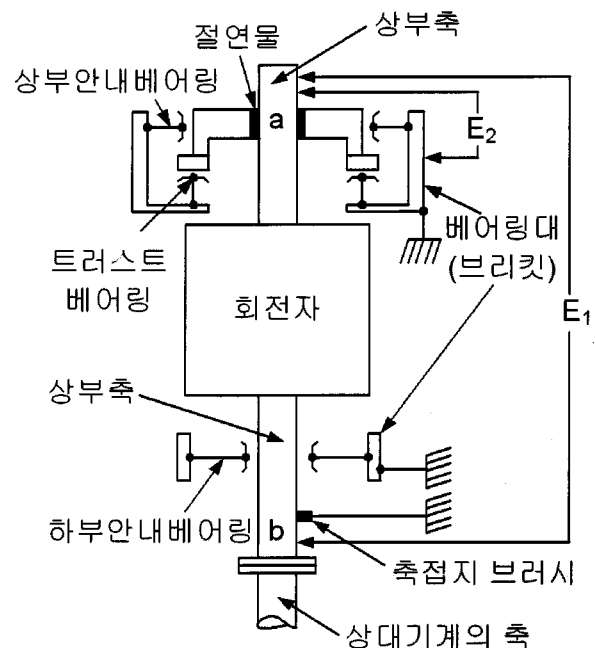 절연물
상부축
상부안내베어링
a
E₂
트러스트
베어링
베어링대
(브리킷)
회전자
E₁
상부축
하부안내베어링
b
축접지 브러시
상대기계의 축